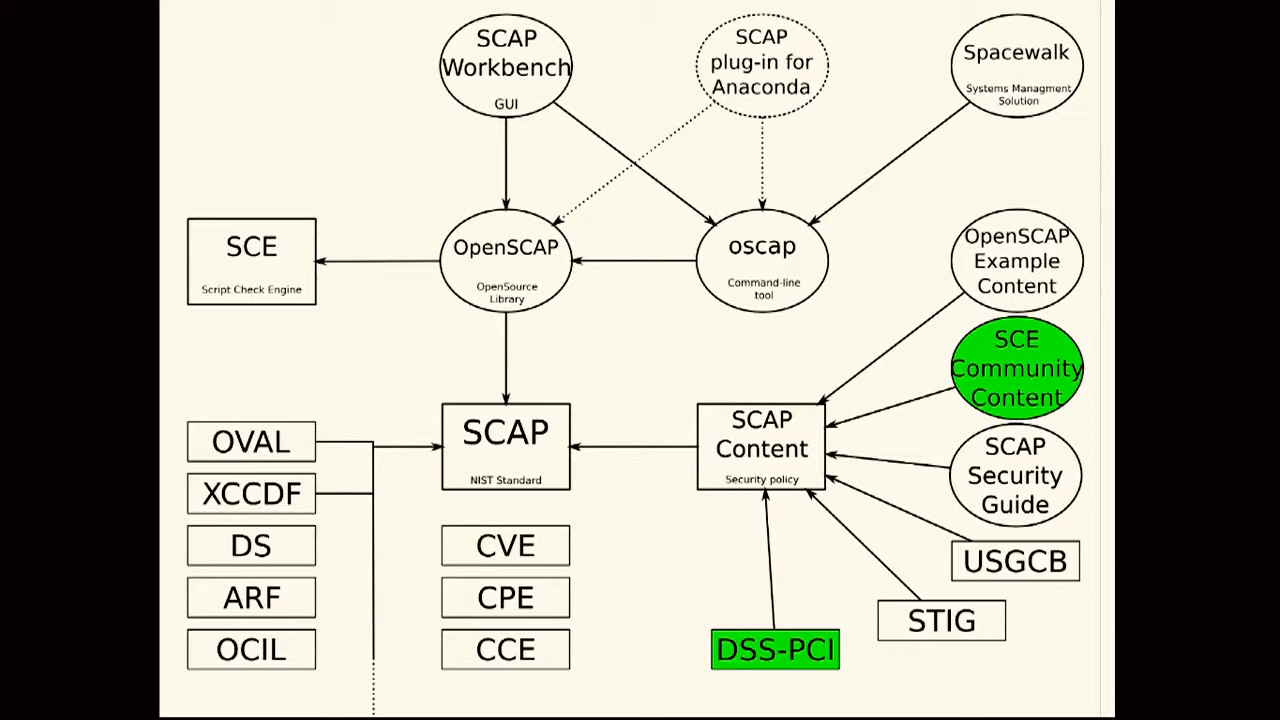 SCAP
Workbench
GUI
SCAP
plug-in for
Anaconda
Spacewalk
Systems Managment
Solution
SCE
Script Check Engine
OpenSCAP
OpenSource
Library
oscap
Command-line
tool
OpenSCAP
Example
Content
SCE
Community
Content
SCAP
Security
Guide
SCAP
NIST Standard
SCAP
Content
Security policy
OVAL
XCCDF
DS
ARF
OCIL
CVE
CPE
CCE
USGCB
STIG
DSS-PCI